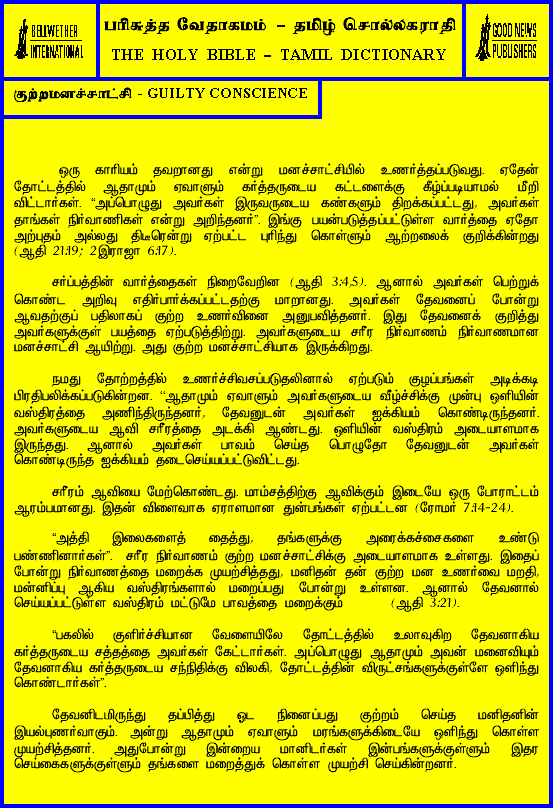 BELLWETHER
INTERNATIONAL
பரிசுத்த வேதாகமம் – தமிழ் சொல்லகராதி
THE HOLY BIBLE – TAMIL DICTIONARY
GOOD NEWS
PUBLISHERS
குற்றமனச்சாட்சி - GUILTY CONSCIENCE
ஒரு காரியம் தவறானது என்று மனச்சாட்சியில் உணர்த்தப்படுவது. ஏதேன்
தோட்டத்தில் ஆதாமும் ஏவாளும் கர்த்தருடைய கட்டளைக்கு கீழ்ப்படியாமல் மீறி
விட்டார்கள். “அப்பொழுது அவர்கள் இருவருடைய கண்களும் திறக்கப்பட்டது, அவர்கள்
தாங்கள் நிர்வாணிகள் என்று அறிந்தனர்”. இங்கு பயன்படுத்தப்பட்டுள்ள வார்த்தை ஏதோ
அற்புதம் அல்லது திடீரென்று ஏற்பட்ட புரிந்து கொள்ளும் ஆற்றலைக் குறிக்கின்றது
(ஆதி 21:19; 2இராஜா 6:17).
சர்ப்பத்தின் வார்த்தைகள் நிறைவேறின (ஆதி 3:4,5). ஆனால் அவர்கள் பெற்றுக்
கொண்ட அறிவு எதிர்பார்க்கப்பட்டதற்கு மாறானது. அவர்கள் தேவனைப் போன்று
ஆவதற்குப் பதிலாகப் குற்ற உணர்வினை அனுபவித்தனர். இது தேவனைக் குறித்து
அவர்களுக்குள் பயத்தை ஏற்படுத்திற்று. அவர்களுடைய சரீர நிர்வாணம் நிர்வாணமான
மனச்சாட்சி ஆயிற்று. அது குற்ற மனச்சாட்சியாக இருக்கிறது.
நமது தோற்றத்தில் உணர்ச்சிவசப்படுதலினால் ஏற்படும் குழப்பங்கள் அடிக்கடி
பிரதிபலிக்கப்படுகின்றன. “ஆதாமும் ஏவாளும் அவர்களுடைய வீழ்ச்சிக்கு முன்பு ஒளியின்
வஸ்திரத்தை அணிந்திருந்தனர், தேவனுடன் அவர்கள் ஐக்கியம் கொண்டிருந்தனர்.
அவர்களுடைய ஆவி சரீரத்தை அடக்கி ஆண்டது. ஒளியின் வஸ்திரம் அடையாளமாக
இருந்தது. ஆனால் அவர்கள் பாவம் செய்த பொழுதோ தேவனுடன் அவர்கள்
கொண்டிருந்த ஐக்கியம் தடைசெய்யப்பட்டுவிட்டது.
சரீரம் ஆவியை மேற்கொண்டது. மாம்சத்திற்கு ஆவிக்கும் இடையே ஒரு போராட்டம்
ஆரம்பமானது. இதன் விளைவாக ஏராளமான துன்பங்கள் ஏற்பட்டன (ரோமர் 7:14-24).
“அத்தி இலைகளைத் தைத்து, தங்களுக்கு அரைக்கச்சைகளை உண்டு
பண்ணினார்கள்”. சரீர நிர்வாணம் குற்ற மனச்சாட்சிக்கு அடையாளமாக உள்ளது. இதைப்
போன்று நிர்வாணத்தை மறைக்க முயற்சித்தது, மனிதன் தன் குற்ற மன உணர்வை மறதி,
மன்னிப்பு ஆகிய வஸ்திரங்களால் மறைப்பது போன்று உள்ளன. ஆனால் தேவனால்
செய்யப்பட்டுள்ள வஸ்திரம் மட்டுமே பாவத்தை மறைக்கும் (ஆதி 3:21).
“பகலில் குளிர்ச்சியான வேளையிலே தோட்டத்தில் உலாவுகிற தேவனாகிய
கர்த்தருடைய சத்தத்தை அவர்கள் கேட்டார்கள். அப்பொழுது ஆதாமும் அவன் மனைவியும்
தேவனாகிய கர்த்தருடைய சந்நிதிக்கு விலகி, தோட்டத்தின் விருட்சங்களுக்குள்ளே ஒளிந்து
கொண்டார்கள்”.
தேவனிடமிருந்து தப்பித்து ஓட நினைப்பது குற்றம் செய்த மனிதனின்
இயல்புணர்வாகும். அன்று ஆதாமும் ஏவாளும் மரங்களுக்கிடையே ஒளிந்து கொள்ள
முயற்சித்தனர். அதுபோன்று இன்றைய மானிடர்கள் இன்பங்களுக்குள்ளும் இதர
செய்கைகளுக்குள்ளும் தங்களை மறைத்துக் கொள்ள முயற்சி செய்கின்றனர்.